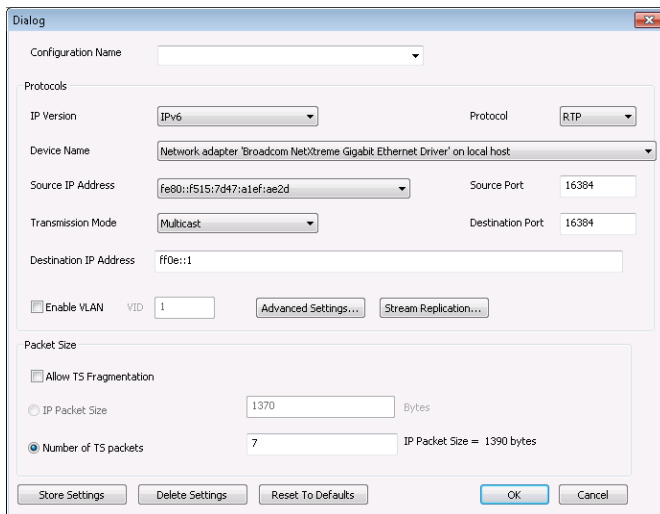 Dialog
Configuration Name
Protocols
IP Version IPv6 Protocol RTP
Device Name Network adapter 'Broadcom NetXtreme Gigabit Ethernet Driver' on local host
Source IP Address fe80::f515:7d47:a1ef:ae2d Source Port 16384
Transmission Mode Multicast Destination Port 16384
Destination IP Address ff0e::1
Enable VLAN VID 1 Advanced Settings... Stream Replication...
Packet Size
Allow TS Fragmentation
IP Packet Size 1370 Bytes
Number of TS packets 7 IP Packet Size = 1390 bytes
Store Settings Delete Settings Reset To Defaults OK Cancel